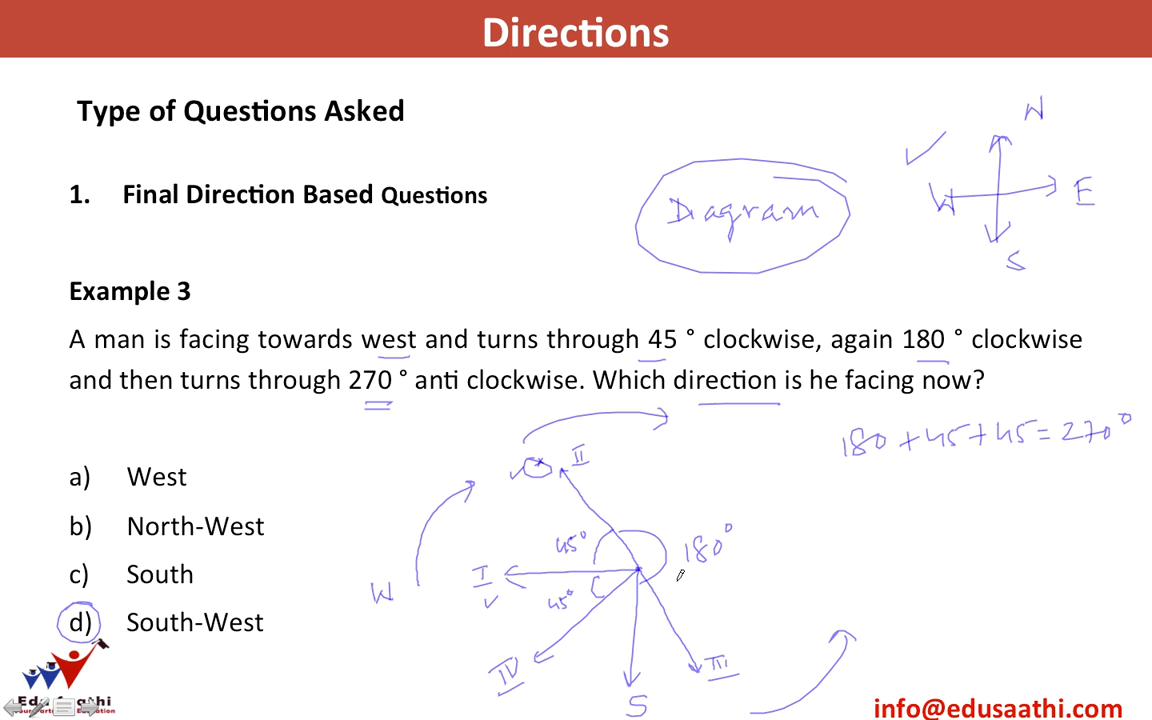 Directions
Type of Questions Asked
1. Final Direction Based Questions
N
W E
S
Diagram
Example 3
A man is facing towards west and turns through 45 ° clockwise, again 180 ° clockwise
and then turns through 270 ° anti clockwise. Which direction is he facing now?
180 + 45 + 45 = 270°
a) West
b) North-West
c) South
d) South-West
II
45°
180°
I
W
45°
IV
III
S
info@edusaathi.com